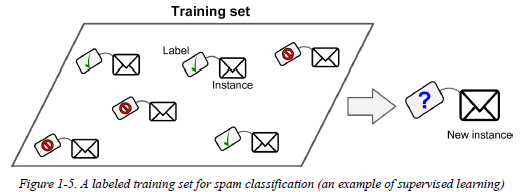 Training set
Label
Instance
?
New instance
Figure 1-5. A labeled training set for spam classification (an example of supervised learning)